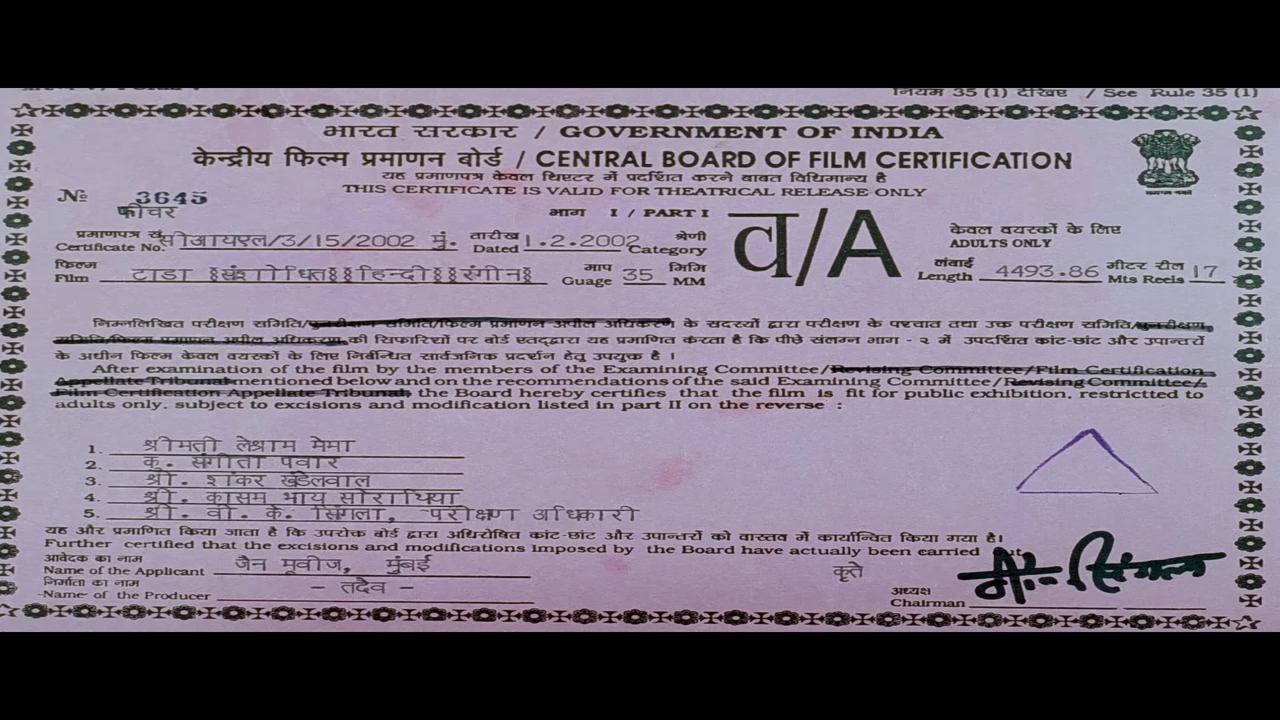 नियम 35 (1) देखिए / See Rule 35 (1)
भारत सरकार / GOVERNMENT OF INDIA
केन्द्रीय फिल्म प्रमाणन बोर्ड / CENTRAL BOARD OF FILM CERTIFICATION
यह प्रमाणपत्र केवल थिएटर में प्रदर्शित करने बाबत विधिमान्य है
THIS CERTIFICATE IS VALID FOR THEATRICAL RELEASE ONLY
№ 3645
फीचर
भाग I / PART I
व/A
प्रमाणपत्र सं. सीआयएल/3/15/2002 मुं. तारीख 1.2.2002 श्रेणी
Certificate No. Dated Category
केवल वयस्कों के लिए
ADULTS ONLY
फिल्म टाडा (संशोधित) (हिन्दी) (रंगीन) माप 35 मिमि
Film Guage MM
लंबाई 4493.86 मीटर रील 17
Length Mts Reels
निम्नलिखित परीक्षण समिति/पुनरीक्षण समिति/फिल्म प्रमाणन अपील अधिकरण के सदस्यों द्वारा परीक्षण के पश्चात तथा उक्त परीक्षण समिति/पुनरीक्षण
समिति/फिल्म प्रमाणन अपील अधिकरण की सिफारिसों पर बोर्ड एतद्द्वारा यह प्रमाणित करता है कि पीछे संलग्न भाग - २ में उपदर्शित कांट-छांट और उपान्तरों
के अधीन फिल्म केवल वयस्कों के लिए निर्बन्धित सार्वजनिक प्रदर्शन हेतु उपयुक्त है ।
After examination of the film by the members of the Examining Committee/Revising Committee/Film Certification
Appellate Tribunal mentioned below and on the recommendations of the said Examining Committee/Revising Committee/
Film Certification Appellate Tribunal, the Board hereby certifies that the film is fit for public exhibition, restrictted to
adults only, subject to excisions and modification listed in part II on the reverse :
1. श्रीमती लेश्राम मेमा
2. कु. संगीता पवार
3. श्री. शंकर खंडेलवाल
4. श्री. कासम भाय सोराथिया
5. श्री. वी. के. सिंगला, परीक्षण अधिकारी
यह और प्रमाणित किया जाता है कि उपरोक्त बोर्ड द्वारा अधिरोपित कांट-छांट और उपान्तरों को वास्तव में कार्यान्वित किया गया है।
Further certified that the excisions and modifications imposed by the Board have actually been carried out
आवेदक का नाम जैन मूवीज, मुंबई
Name of the Applicant
निर्माता का नाम - तदैव -
Name of the Producer
कृते
अध्यक्ष
Chairman